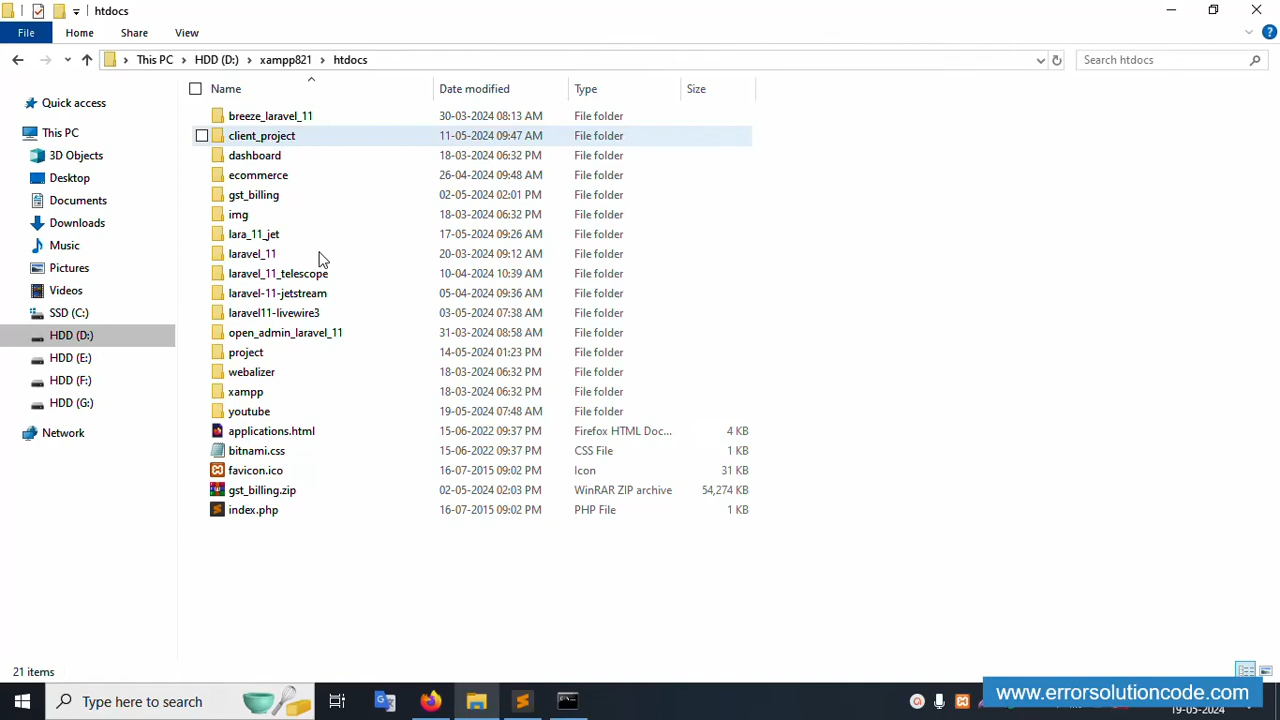 htdocs
File Home Share View
This PC HDD (D:) xampp821 htdocs Search htdocs
Name Date modified Type Size
Quick access
This PC
3D Objects
Desktop
Documents
Downloads
Music
Pictures
Videos
SSD (C:)
HDD (D:)
HDD (E:)
HDD (F:)
HDD (G:)
Network
breeze_laravel_11 30-03-2024 08:13 AM File folder
client_project 11-05-2024 09:47 AM File folder
dashboard 18-03-2024 06:32 PM File folder
ecommerce 26-04-2024 09:48 AM File folder
gst_billing 02-05-2024 02:01 PM File folder
img 18-03-2024 06:32 PM File folder
lara_11_jet 17-05-2024 09:26 AM File folder
laravel_11 20-03-2024 09:12 AM File folder
laravel_11_telescope 10-04-2024 10:39 AM File folder
laravel-11-jetstream 05-04-2024 09:36 AM File folder
laravel11-livewire3 03-05-2024 07:38 AM File folder
open_admin_laravel_11 31-03-2024 08:58 AM File folder
project 14-05-2024 01:23 PM File folder
webalizer 18-03-2024 06:32 PM File folder
xampp 18-03-2024 06:32 PM File folder
youtube 19-05-2024 07:48 AM File folder
applications.html 15-06-2022 09:37 PM Firefox HTML Doc... 4 KB
bitnami.css 15-06-2022 09:37 PM CSS File 1 KB
favicon.ico 16-07-2015 09:02 PM Icon 31 KB
gst_billing.zip 02-05-2024 02:03 PM WinRAR ZIP archive 54,274 KB
index.php 16-07-2015 09:02 PM PHP File 1 KB
21 items
Type here to search
www.errorsolutioncode.com
19-05-2024